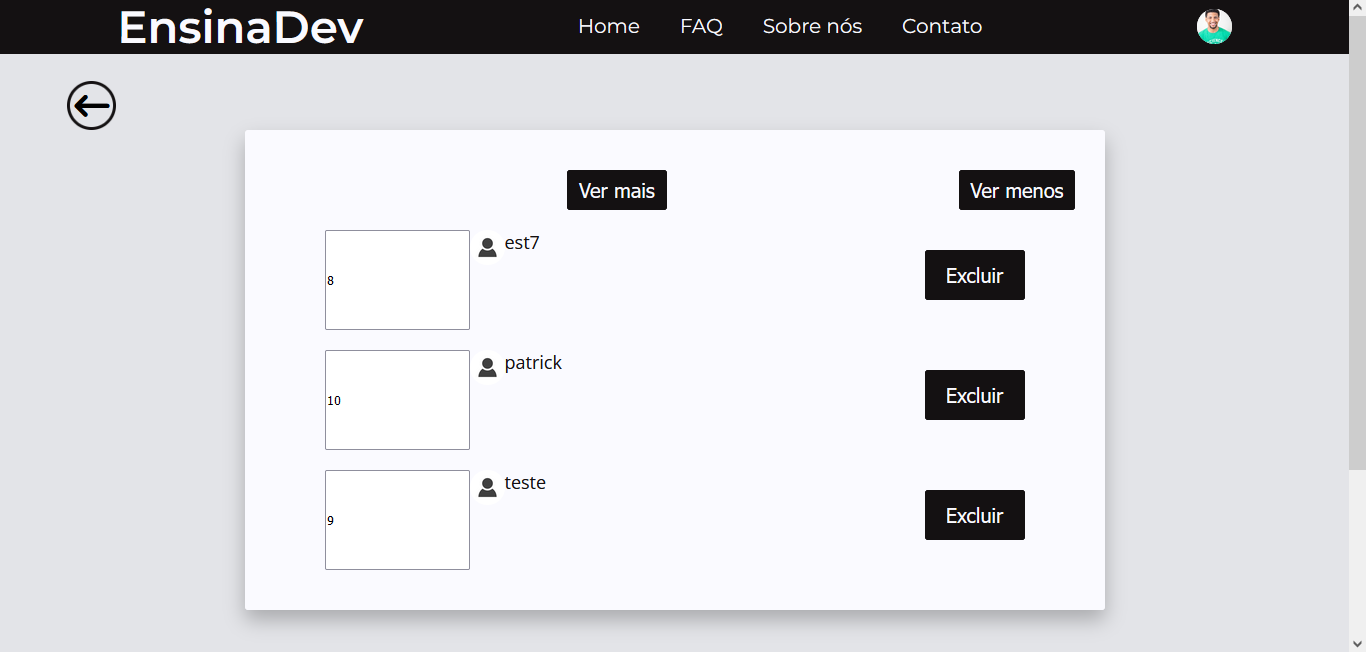 EnsinaDev Home FAQ Sobre nós Contato
Ver mais Ver menos
est7
8 Excluir
patrick
10 Excluir
teste
9 Excluir